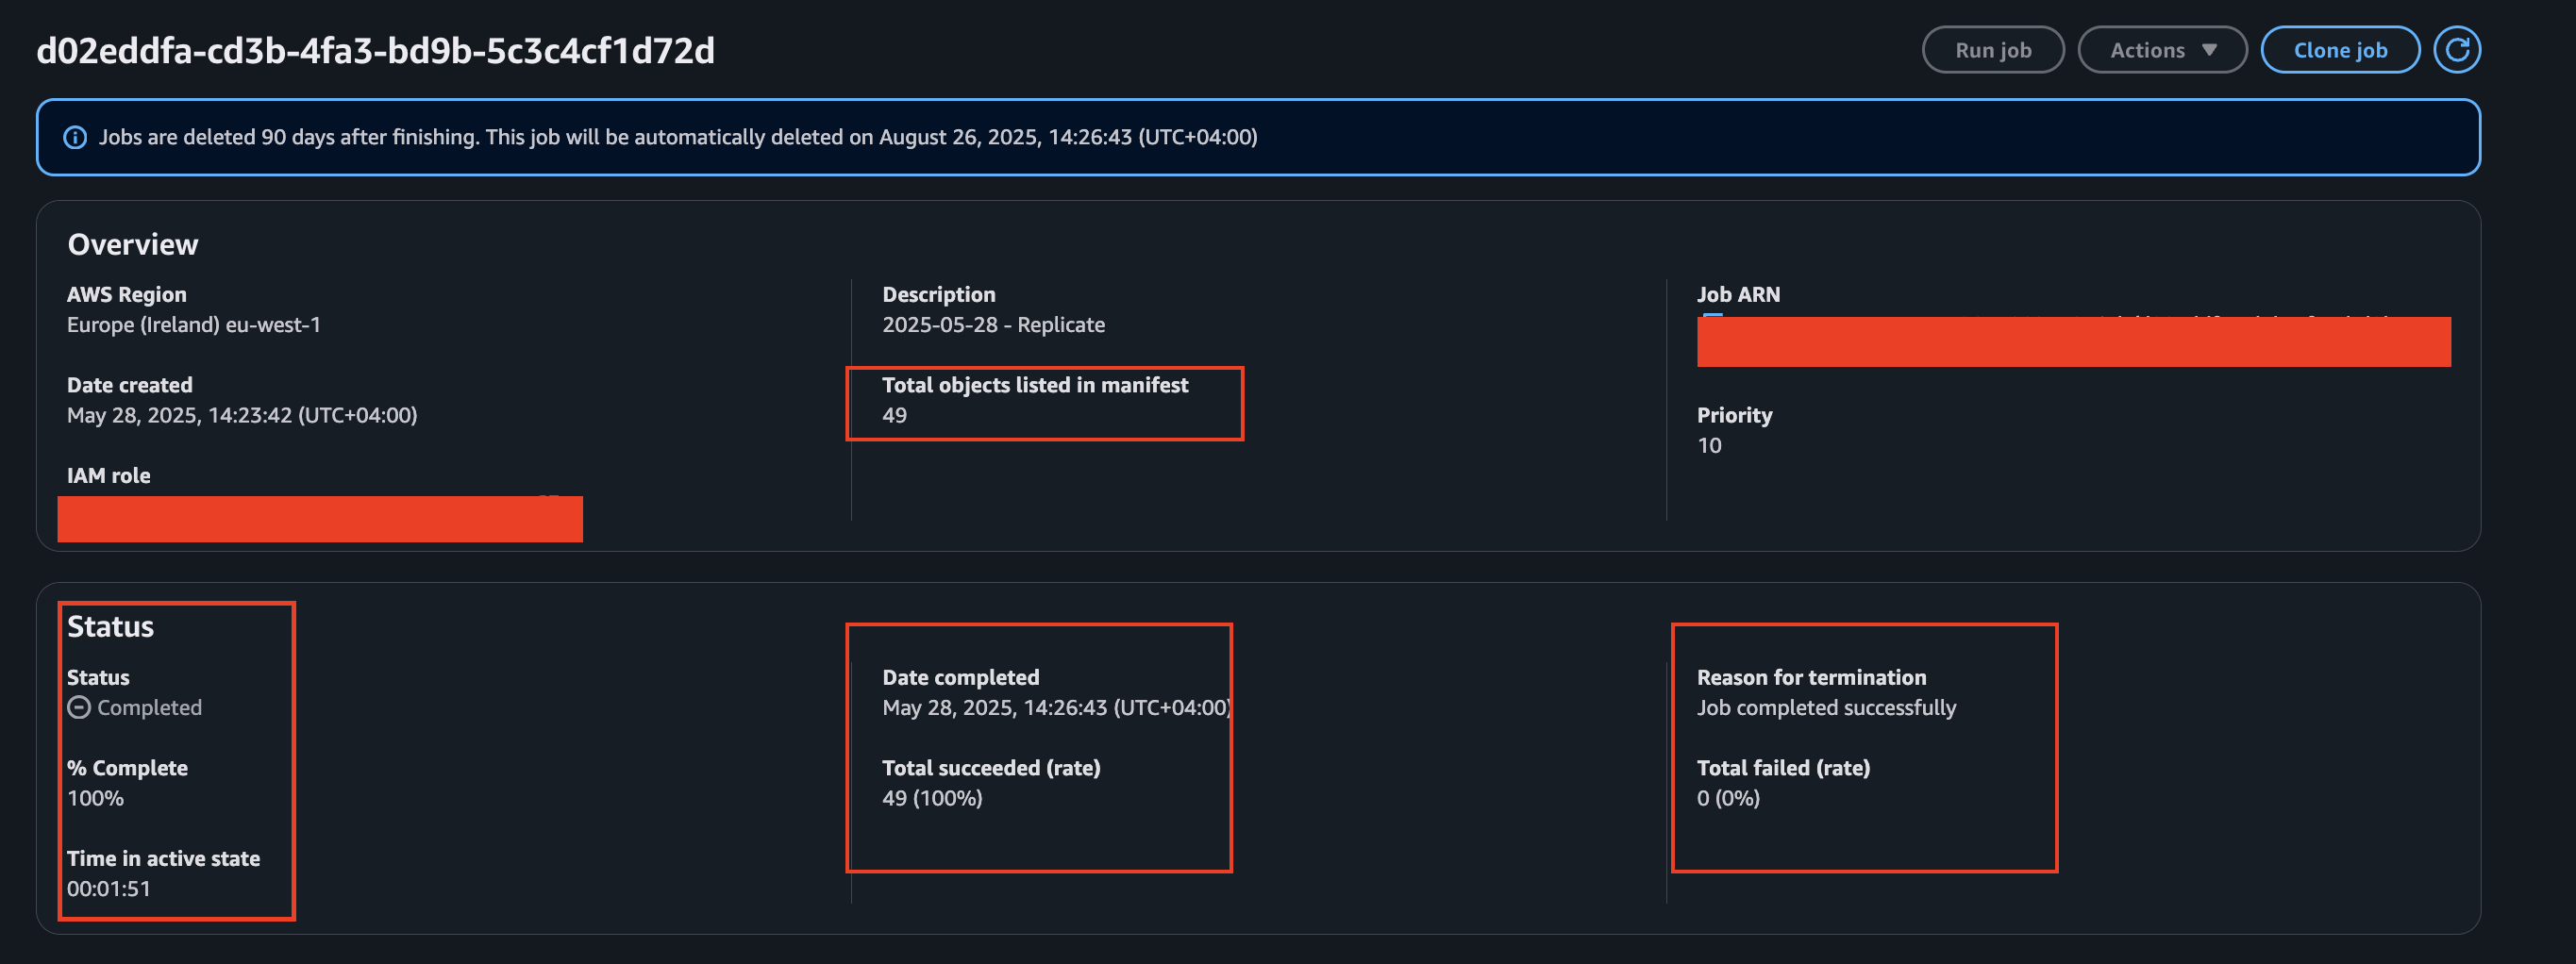 d02eddfa-cd3b-4fa3-bd9b-5c3c4cf1d72d
Run job
Actions
Clone job
Jobs are deleted 90 days after finishing. This job will be automatically deleted on August 26, 2025, 14:26:43 (UTC+04:00)
Overview
AWS Region
Europe (Ireland) eu-west-1
Date created
May 28, 2025, 14:23:42 (UTC+04:00)
IAM role
Description
2025-05-28 - Replicate
Total objects listed in manifest
49
Job ARN
Priority
10
Status
Status
Completed
% Complete
100%
Time in active state
00:01:51
Date completed
May 28, 2025, 14:26:43 (UTC+04:00)
Total succeeded (rate)
49 (100%)
Reason for termination
Job completed successfully
Total failed (rate)
0 (0%)